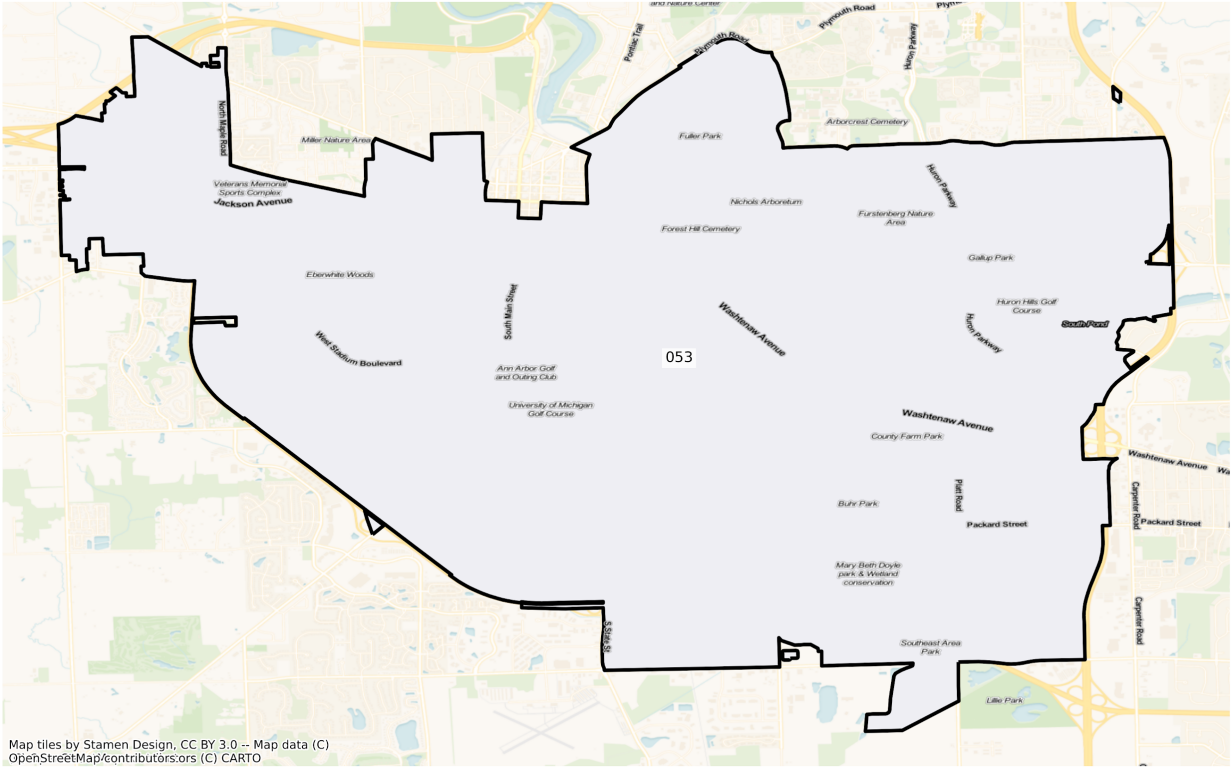 and Nature Center
Plymouth Road
Pontiac Trail
Huron Parkway
Plymouth Road
North Maple Road
Miller Nature Area
Fuller Park
Arborcrest Cemetery
Veterans Memorial
Sports Complex
Jackson Avenue
Nichols Arboretum
Huron Parkway
Furstenberg Nature
Area
Forest Hill Cemetery
Eberwhite Woods
Gallup Park
South Main Street
Washtenaw Avenue
Huron Hills Golf
Course
Huron Parkway
South Pond
West Stadium Boulevard
053
Ann Arbor Golf
and Outing Club
University of Michigan
Golf Course
Washtenaw Avenue
County Farm Park
Washtenaw Avenue
Wa
Buhr Park
Platt Road
Packard Street
Carpenter Road
Packard Street
Mary Beth Doyle
park & Wetland
conservation
S State St
Southeast Area
Park
Carpenter Road
Lillie Park
Map tiles by Stamen Design, CC BY 3.0 -- Map data (C)
OpenStreetMap contributors (C) CARTO